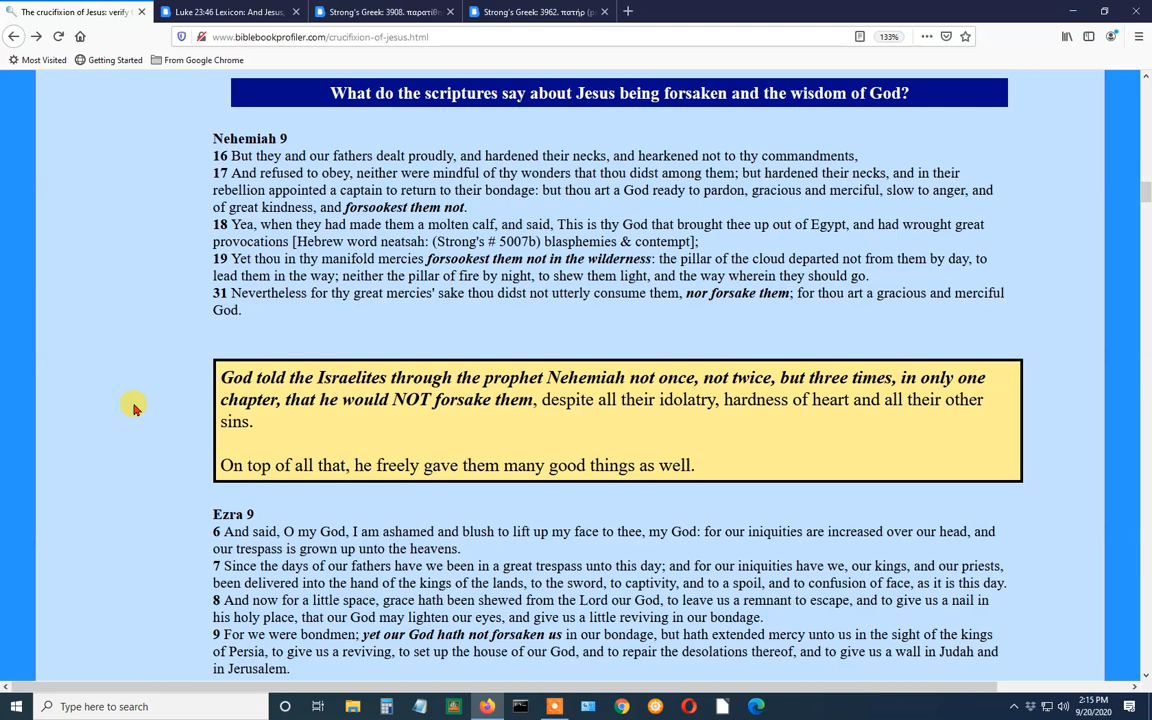 The crucifixion of Jesus: verify
Luke 23:46 Lexicon: And Jesus,
Strong's Greek: 3908. παρατίθη
Strong's Greek: 3962. πατήρ (p
www.biblebookprofiler.com/crucifixion-of-jesus.html
133%
Most Visited
Getting Started
From Google Chrome
What do the scriptures say about Jesus being forsaken and the wisdom of God?
Nehemiah 9
16 But they and our fathers dealt proudly, and hardened their necks, and hearkened not to thy commandments,
17 And refused to obey, neither were mindful of thy wonders that thou didst among them; but hardened their necks, and in their
rebellion appointed a captain to return to their bondage: but thou art a God ready to pardon, gracious and merciful, slow to anger, and
of great kindness, and forsookest them not.
18 Yea, when they had made them a molten calf, and said, This is thy God that brought thee up out of Egypt, and had wrought great
provocations [Hebrew word neatsah: (Strong's # 5007b) blasphemies & contempt];
19 Yet thou in thy manifold mercies forsookest them not in the wilderness: the pillar of the cloud departed not from them by day, to
lead them in the way; neither the pillar of fire by night, to shew them light, and the way wherein they should go.
31 Nevertheless for thy great mercies' sake thou didst not utterly consume them, nor forsake them; for thou art a gracious and merciful
God.
God told the Israelites through the prophet Nehemiah not once, not twice, but three times, in only one
chapter, that he would NOT forsake them, despite all their idolatry, hardness of heart and all their other
sins.
On top of all that, he freely gave them many good things as well.
Ezra 9
6 And said, O my God, I am ashamed and blush to lift up my face to thee, my God: for our iniquities are increased over our head, and
our trespass is grown up unto the heavens.
7 Since the days of our fathers have we been in a great trespass unto this day; and for our iniquities have we, our kings, and our priests,
been delivered into the hand of the kings of the lands, to the sword, to captivity, and to a spoil, and to confusion of face, as it is this day.
8 And now for a little space, grace hath been shewed from the Lord our God, to leave us a remnant to escape, and to give us a nail in
his holy place, that our God may lighten our eyes, and give us a little reviving in our bondage.
9 For we were bondmen; yet our God hath not forsaken us in our bondage, but hath extended mercy unto us in the sight of the kings
of Persia, to give us a reviving, to set up the house of our God, and to repair the desolations thereof, and to give us a wall in Judah and
in Jerusalem.
Type here to search
2:15 PM
9/20/2020